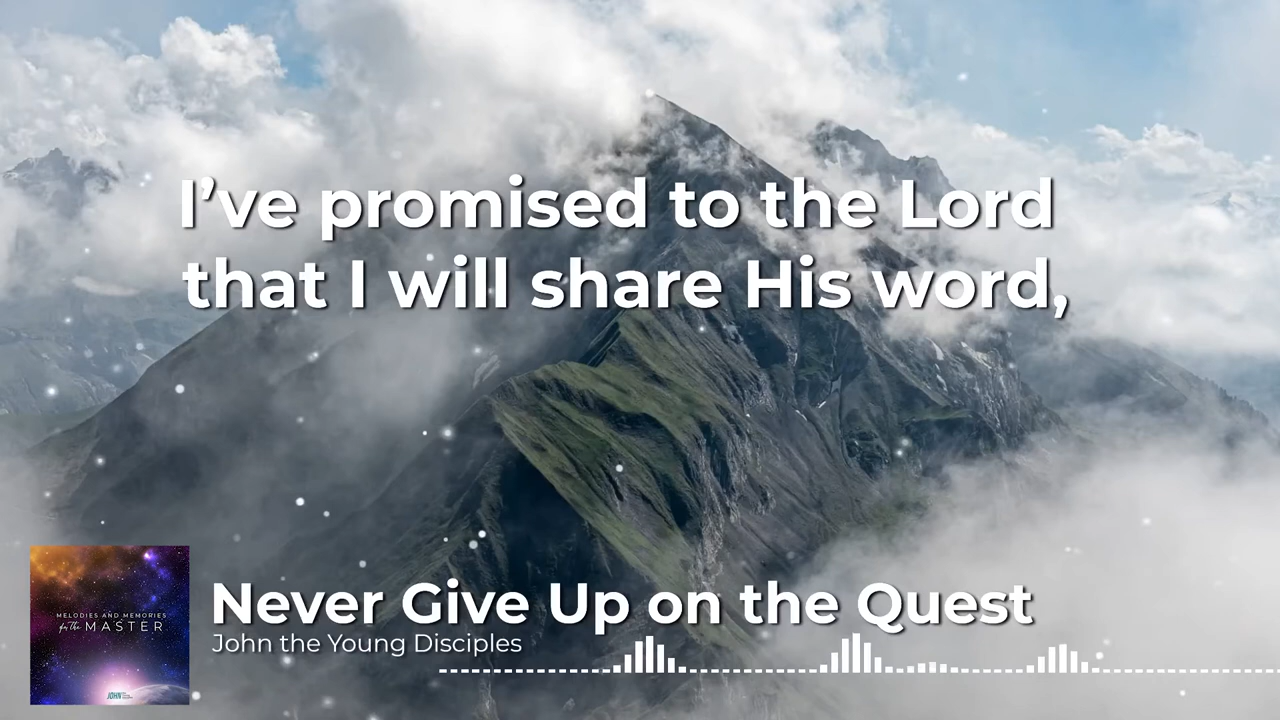 I’ve promised to the Lord
that I will share His word,
MELODIES AND MEMORIES
for the MASTER
JOHN
Never Give Up on the Quest
John the Young Disciples